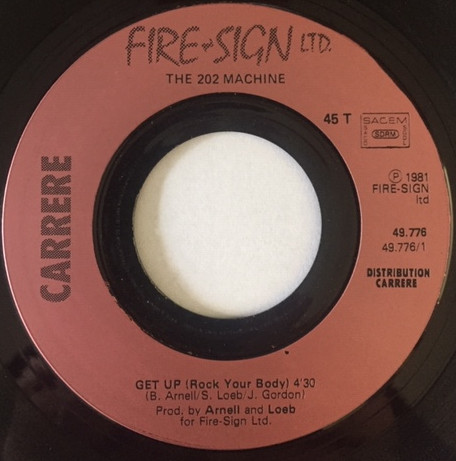 FIRE-SIGN LTD.
THE 202 MACHINE
45 T
SACEM
SDRM
CARRERE
Ⓟ 1981
FIRE-SIGN
ltd
49.776
49.776/1
DISTRIBUTION
CARRERE
GET UP (Rock Your Body) 4'30
(B. Arnell/S. Loeb/J. Gordon)
Prod. by Arnell and Loeb
for Fire-Sign Ltd.